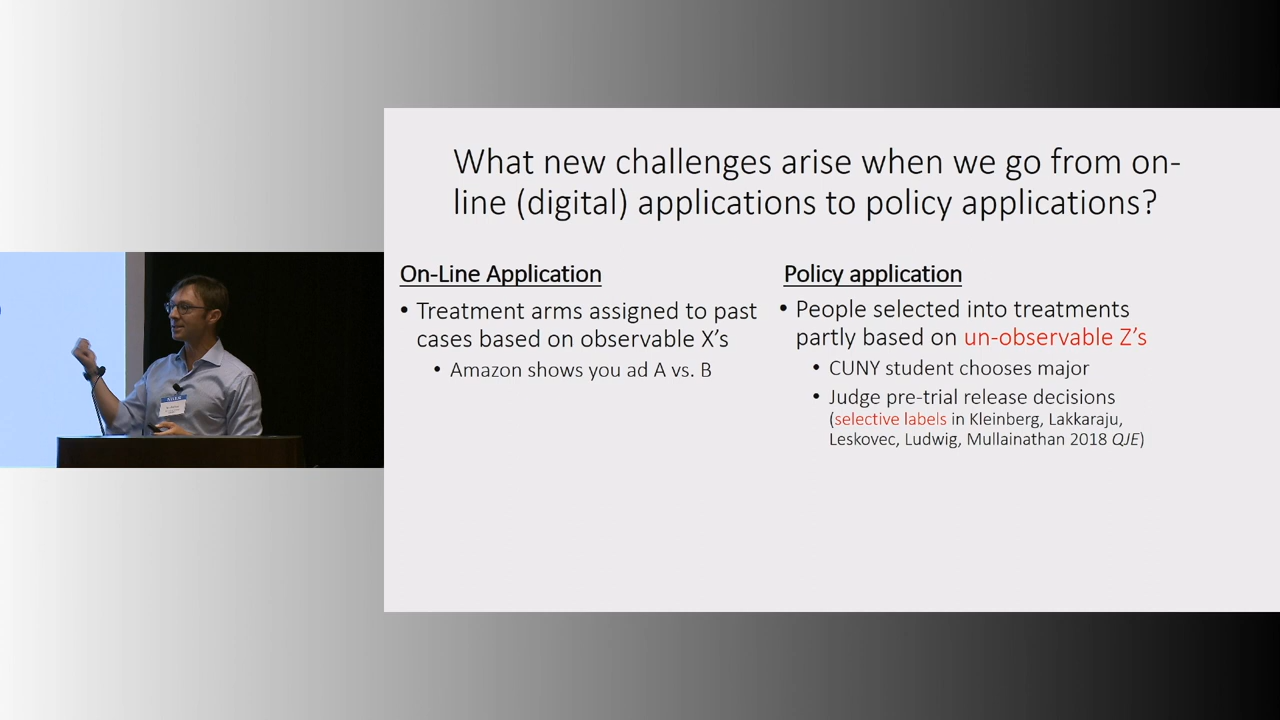 What new challenges arise when we go from on-
line (digital) applications to policy applications?
On-Line Application
• Treatment arms assigned to past
cases based on observable X’s
• Amazon shows you ad A vs. B
Policy application
• People selected into treatments
partly based on un-observable Z’s
• CUNY student chooses major
• Judge pre-trial release decisions
(selective labels in Kleinberg, Lakkaraju,
Leskovec, Ludwig, Mullainathan 2018 QJE)